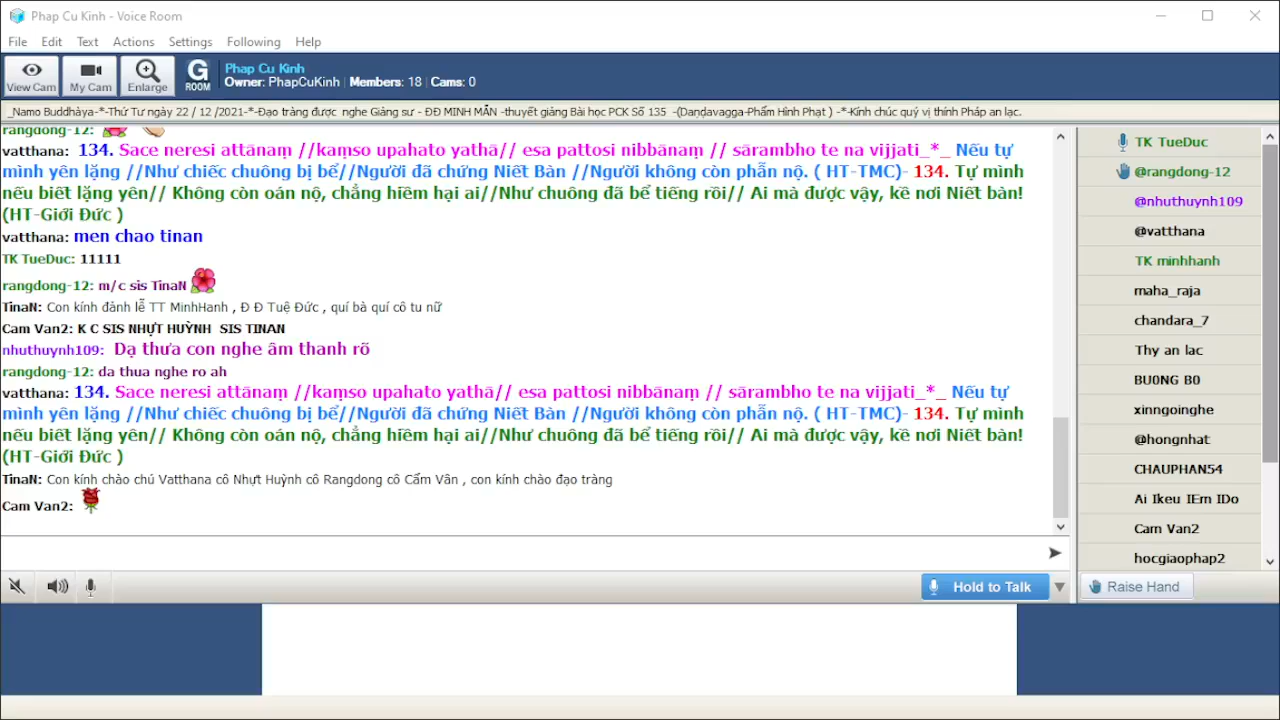 Phap Cu Kinh - Voice Room
File Edit Text Actions Settings Following Help
View Cam My Cam Enlarge G ROOM
Phap Cu Kinh
Owner: PhapCuKinh | Members: 18 | Cams: 0
_Namo Buddhàya-*-Thứ Tư ngày 22 / 12 /2021-*-Đạo tràng được nghe Giảng sư - ĐĐ MINH MẪN -thuyết giảng Bài học PCK Số 135 -(Daṇḍavagga-Phẩm Hình Phạt ) -*-Kính chúc quý vị thính Pháp an lạc.
rangdong-12:
vatthana: 134. Sace neresi attānaṃ //kaṃso upahato yathā// esa pattosi nibbānaṃ // sārambho te na vijjati_*_ Nếu tự
mình yên lặng //Như chiếc chuông bị bể//Người đã chứng Niết Bàn //Người không còn phẫn nộ. ( HT-TMC)- 134. Tự mình
nếu biết lặng yên// Không còn oán nộ, chẳng hiềm hại ai//Như chuông đã bể tiếng rồi// Ai mà được vậy, kề nơi Niết bàn!
(HT-Giới Đức )
vatthana: men chao tinan
TK TueDuc: 11111
rangdong-12: m/c sis TinaN
TinaN: Con kính đảnh lễ TT MinhHanh , Đ Đ Tuệ Đức , quí bà quí cô tu nữ
Cam Van2: K C SIS NHỰT HUỲNH SIS TINAN
nhuthuynh109: Dạ thưa con nghe âm thanh rõ
rangdong-12: da thua nghe ro ah
vatthana: 134. Sace neresi attānaṃ //kaṃso upahato yathā// esa pattosi nibbānaṃ // sārambho te na vijjati_*_ Nếu tự
mình yên lặng //Như chiếc chuông bị bể//Người đã chứng Niết Bàn //Người không còn phẫn nộ. ( HT-TMC)- 134. Tự mình
nếu biết lặng yên// Không còn oán nộ, chẳng hiềm hại ai//Như chuông đã bể tiếng rồi// Ai mà được vậy, kề nơi Niết bàn!
(HT-Giới Đức )
TinaN: Con kính chào chú Vatthana cô Nhựt Huỳnh cô Rangdong cô Cẩm Vân , con kính chào đạo tràng
Cam Van2:
TK TueDuc
@rangdong-12
@nhuthuynh109
@vatthana
TK minhhanh
maha_raja
chandara_7
Thy an lac
BU0NG B0
xinngoinghe
@hongnhat
CHAUPHAN54
Ai Ikeu IEm IDo
Cam Van2
hocgiaophap2
Hold to Talk
Raise Hand